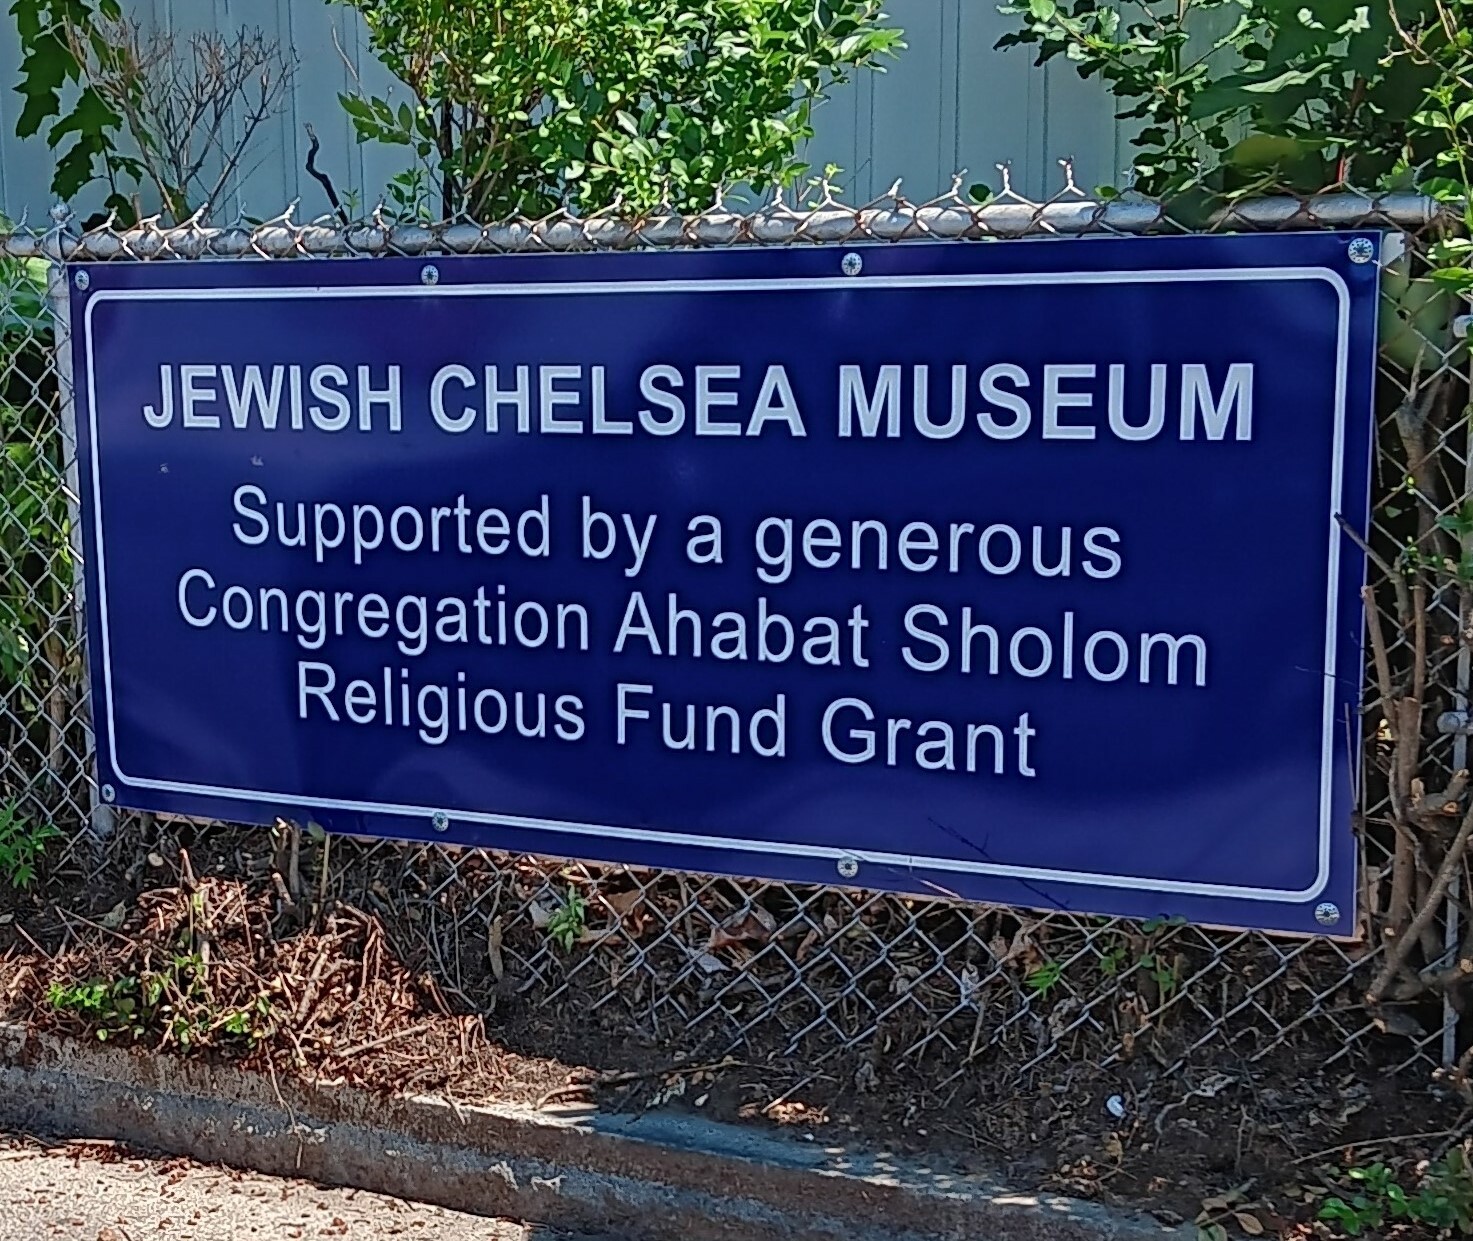 JEWISH CHELSEA MUSEUM
Supported by a generous
Congregation Ahabat Sholom
Religious Fund Grant